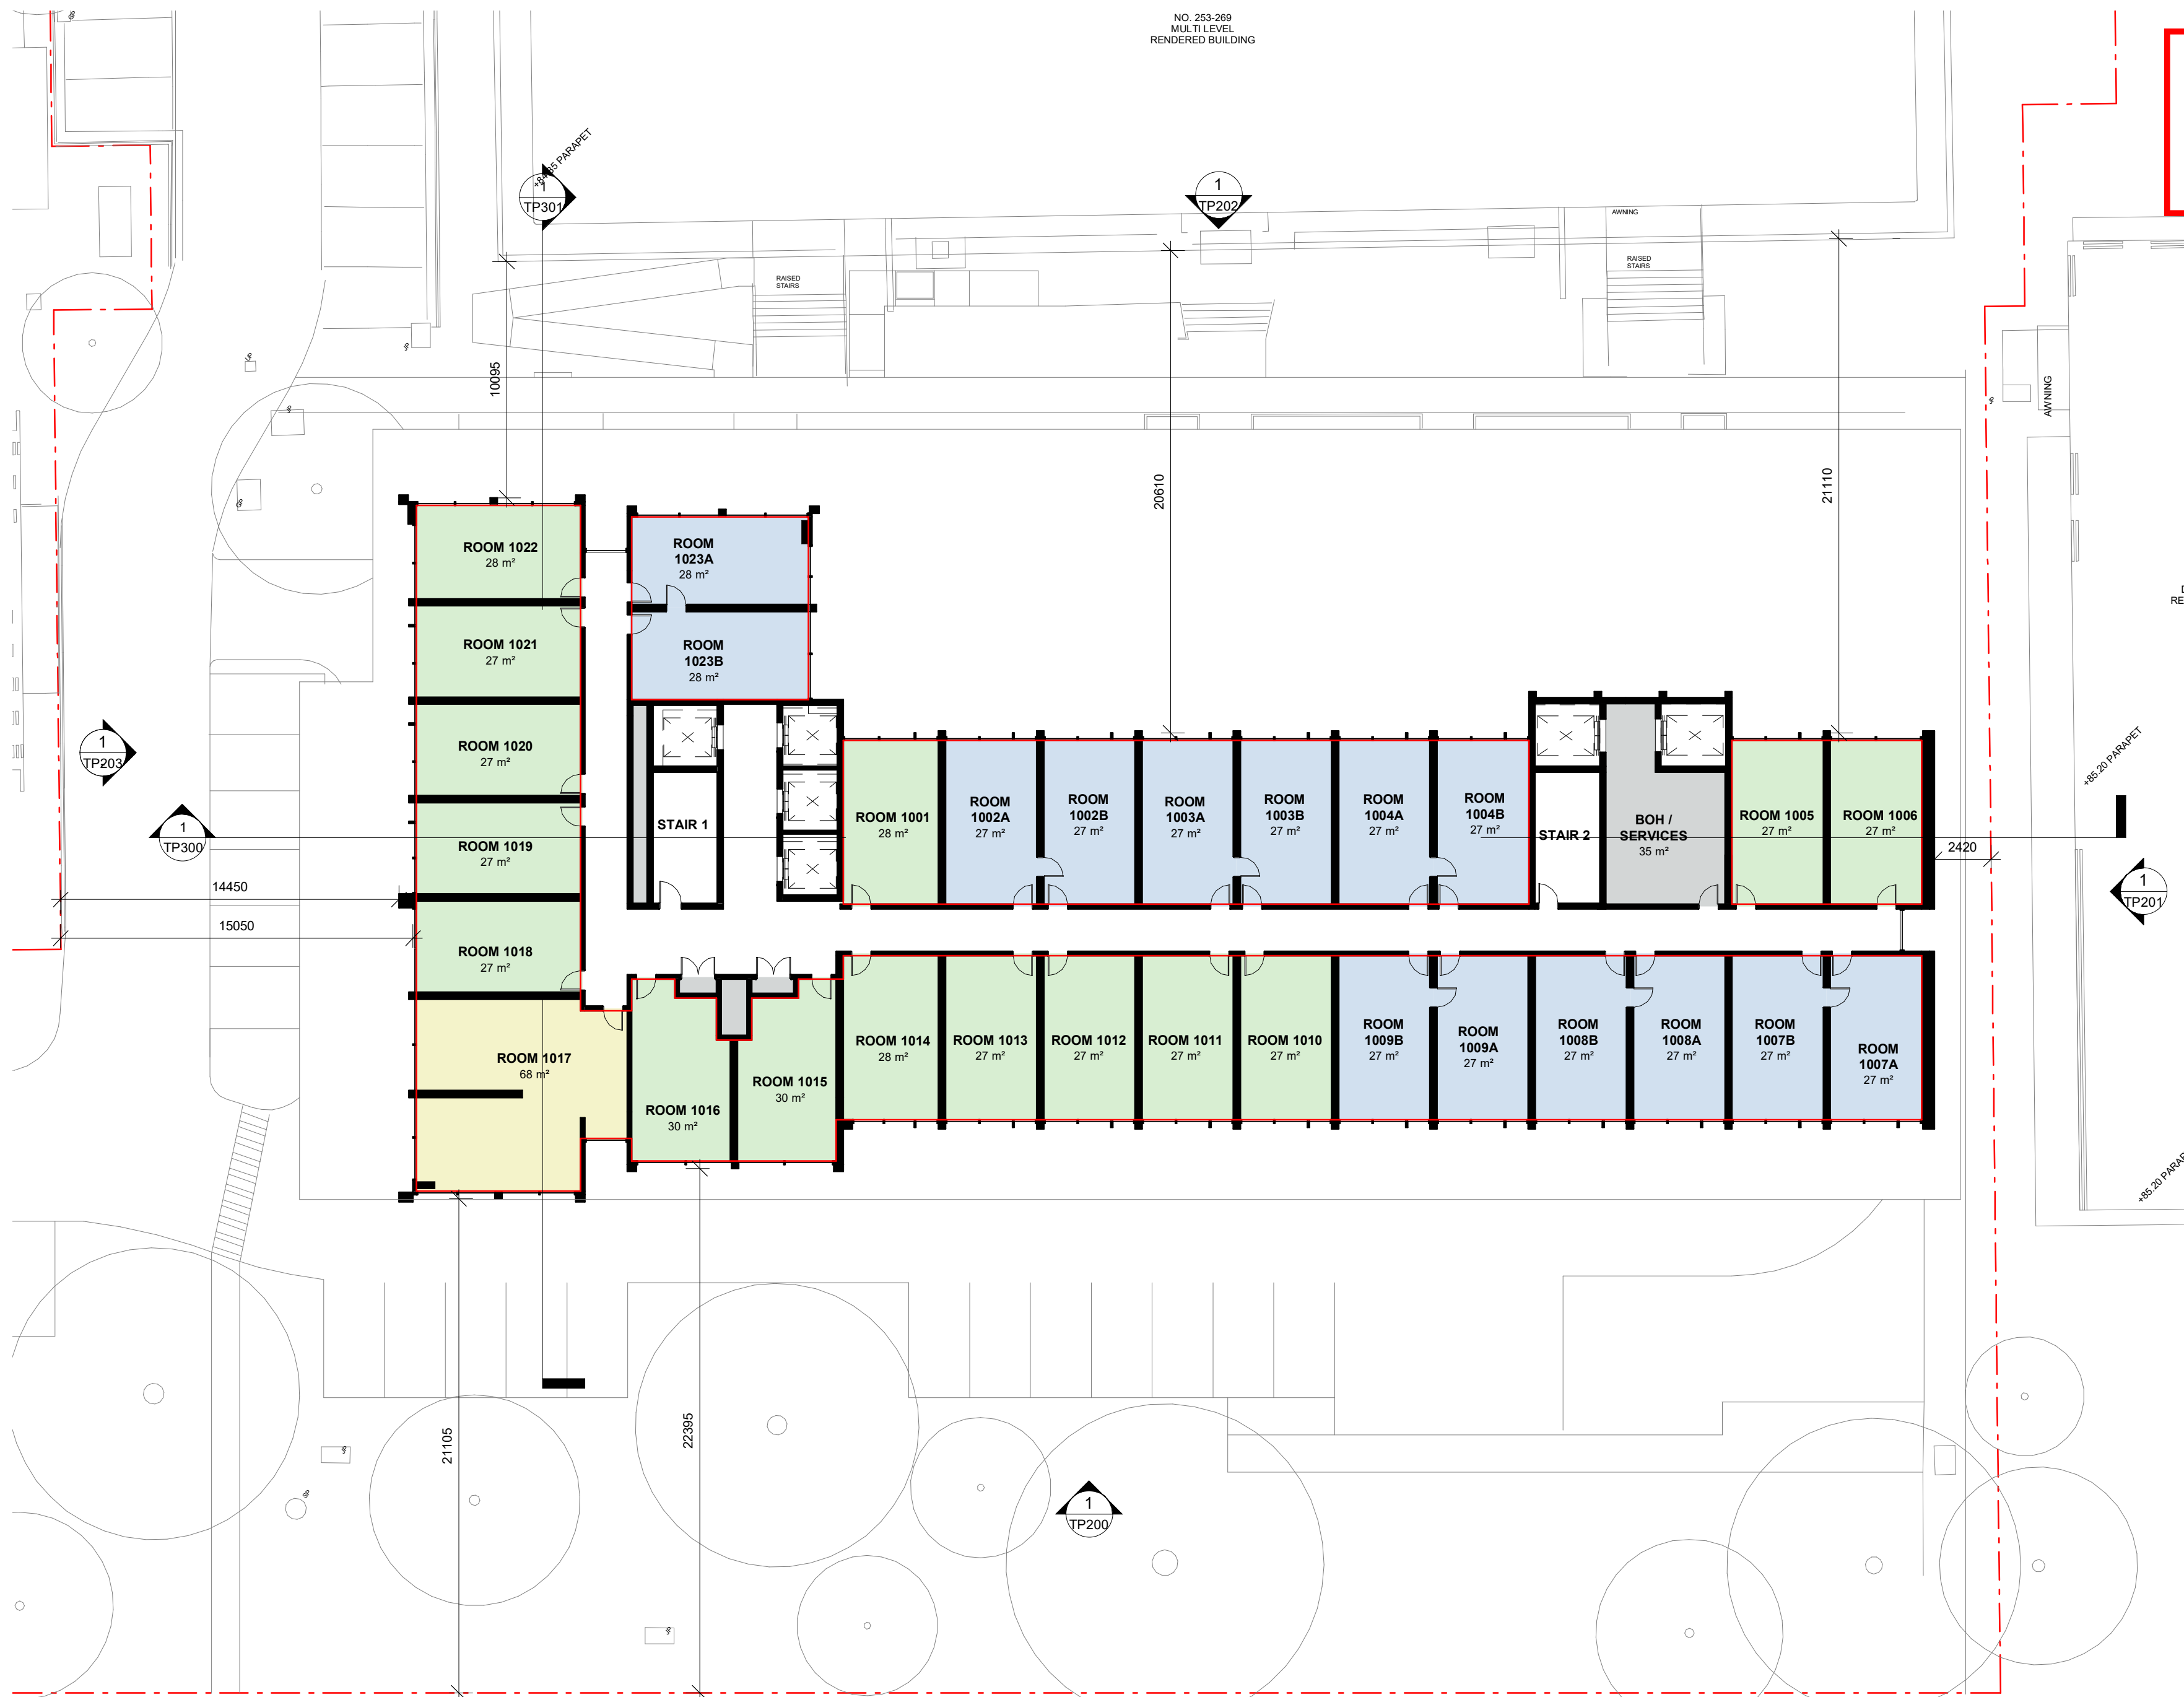 NO. 253-269
MULTI LEVEL
RENDERED BUILDING
1
TP301
PARAPET
1
TP202
AWNING
RAISED
STAIRS
RAISED
STAIRS
AWNING
10095
20610
21110
ROOM 1022
28 m²
ROOM
1023A
28 m²
ROOM 1021
27 m²
ROOM
1023B
28 m²
ROOM 1020
27 m²
1
TP203
+85.20 PARAPET
ROOM 1019
27 m²
STAIR 1
ROOM 1001
28 m²
ROOM
1002A
27 m²
ROOM
1002B
27 m²
ROOM
1003A
27 m²
ROOM
1003B
27 m²
ROOM
1004A
27 m²
ROOM
1004B
27 m²
STAIR 2
BOH /
SERVICES
35 m²
ROOM 1005
27 m²
ROOM 1006
27 m²
1
TP300
2420
14450
1
TP201
15050
ROOM 1018
27 m²
ROOM 1017
68 m²
ROOM 1016
30 m²
ROOM 1015
30 m²
ROOM 1014
28 m²
ROOM 1013
27 m²
ROOM 1012
27 m²
ROOM 1011
27 m²
ROOM 1010
27 m²
ROOM
1009B
27 m²
ROOM
1009A
27 m²
ROOM
1008B
27 m²
ROOM
1008A
27 m²
ROOM
1007B
27 m²
ROOM
1007A
27 m²
+85.20
21105
22395
1
TP200